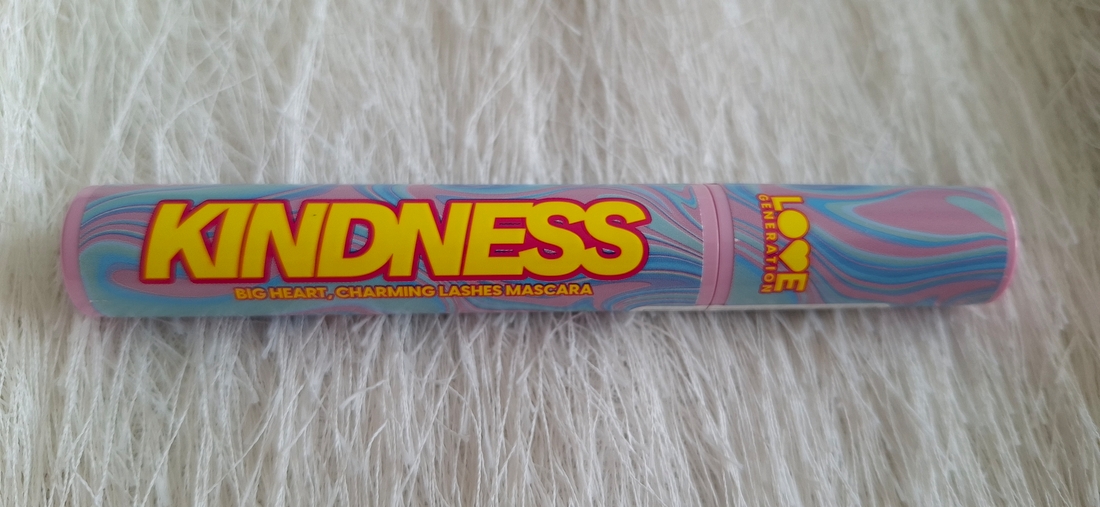 KINDNESS
BIG HEART, CHARMING LASHES MASCARA
LOVE
GENERATION